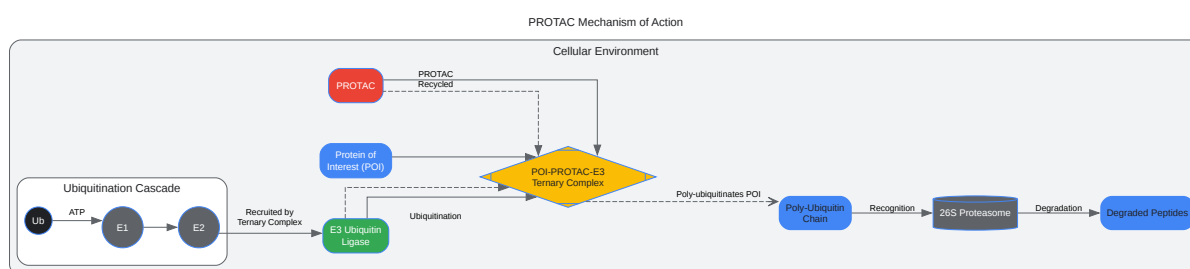 PROTAC Mechanism of Action
Cellular Environment
PROTAC
PROTAC
Recycled
Protein of
Interest (POI)
POI-PROTAC-E3
Ternary Complex
Ubiquitination Cascade
Ub
ATP
E1
E2
Recruited by
Ternary Complex
E3 Ubiquitin
Ligase
Ubiquitination
Poly-ubiquitinates POI
Poly-Ubiquitin
Chain
Recognition
26S Proteasome
Degradation
Degraded Peptides